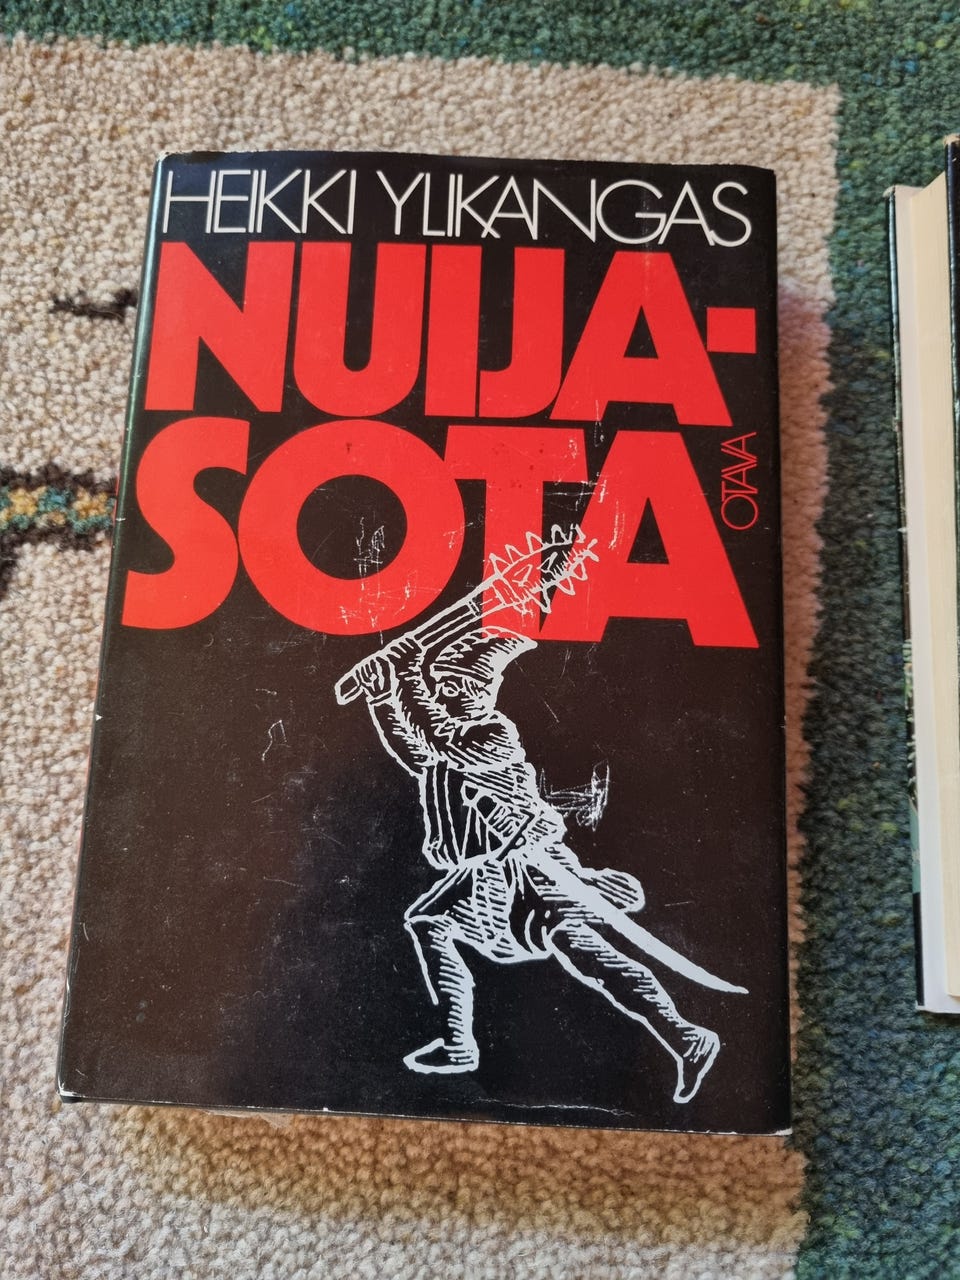 HEIKKI YLIKANGAS
NUIJA-
SOTA
OTAVA